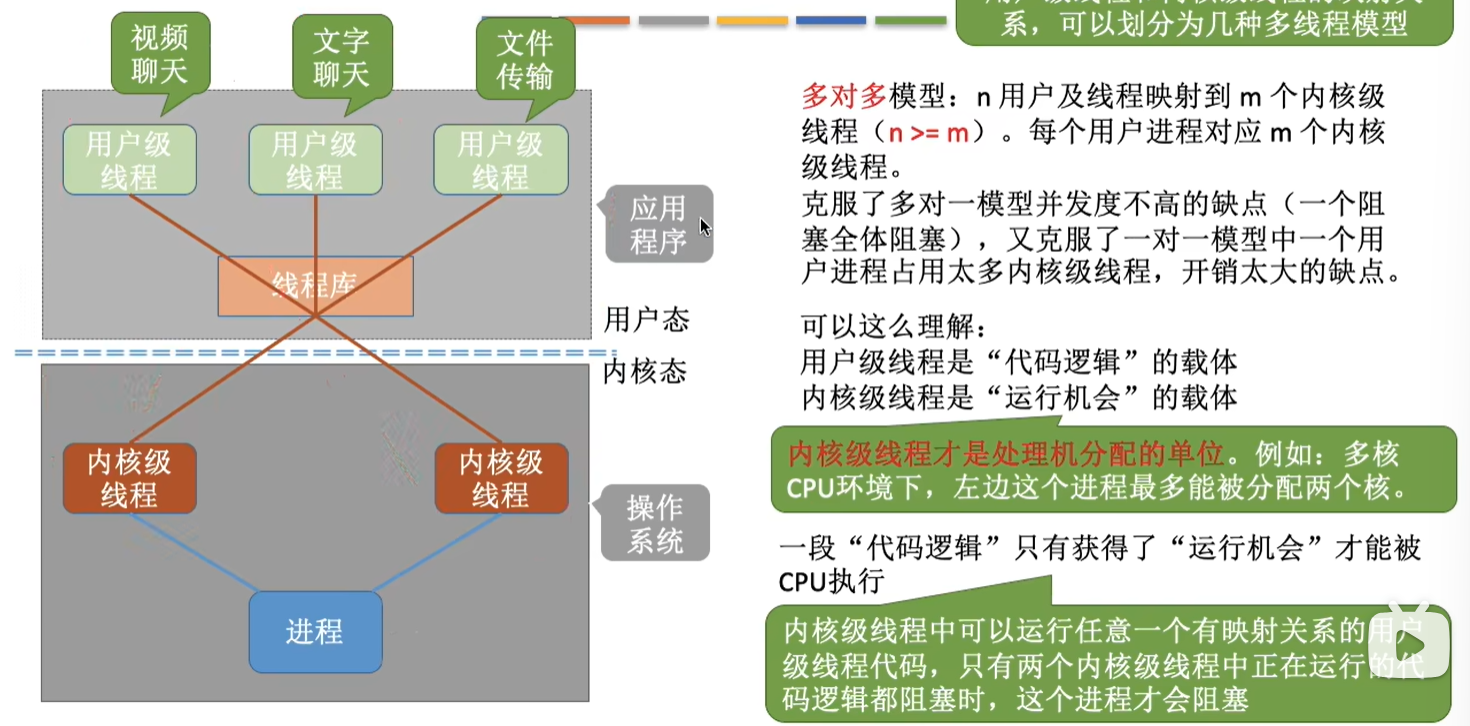 视频
聊天
文字
聊天
文件
传输
用户级
线程
用户级
线程
用户级
线程
应用
程序
线程库
用户态
内核态
内核级
线程
内核级
线程
操作
系统
进程
系，可以划分为几种多线程模型
多对多模型：n 用户及线程映射到 m 个内核级
线程（n >= m）。每个用户进程对应 m 个内核
级线程。
克服了多对一模型并发度不高的缺点（一个阻
塞全体阻塞），又克服了一对一模型中一个用
户进程占用太多内核级线程，开销太大的缺点。
可以这么理解：
用户级线程是“代码逻辑”的载体
内核级线程是“运行机会”的载体
内核级线程才是处理机分配的单位。例如：多核
CPU环境下，左边这个进程最多能被分配两个核。
一段“代码逻辑”只有获得了“运行机会”才能被
CPU执行
内核级线程中可以运行任意一个有映射关系的用户
级线程代码，只有两个内核级线程中正在运行的代
码逻辑都阻塞时，这个进程才会阻塞